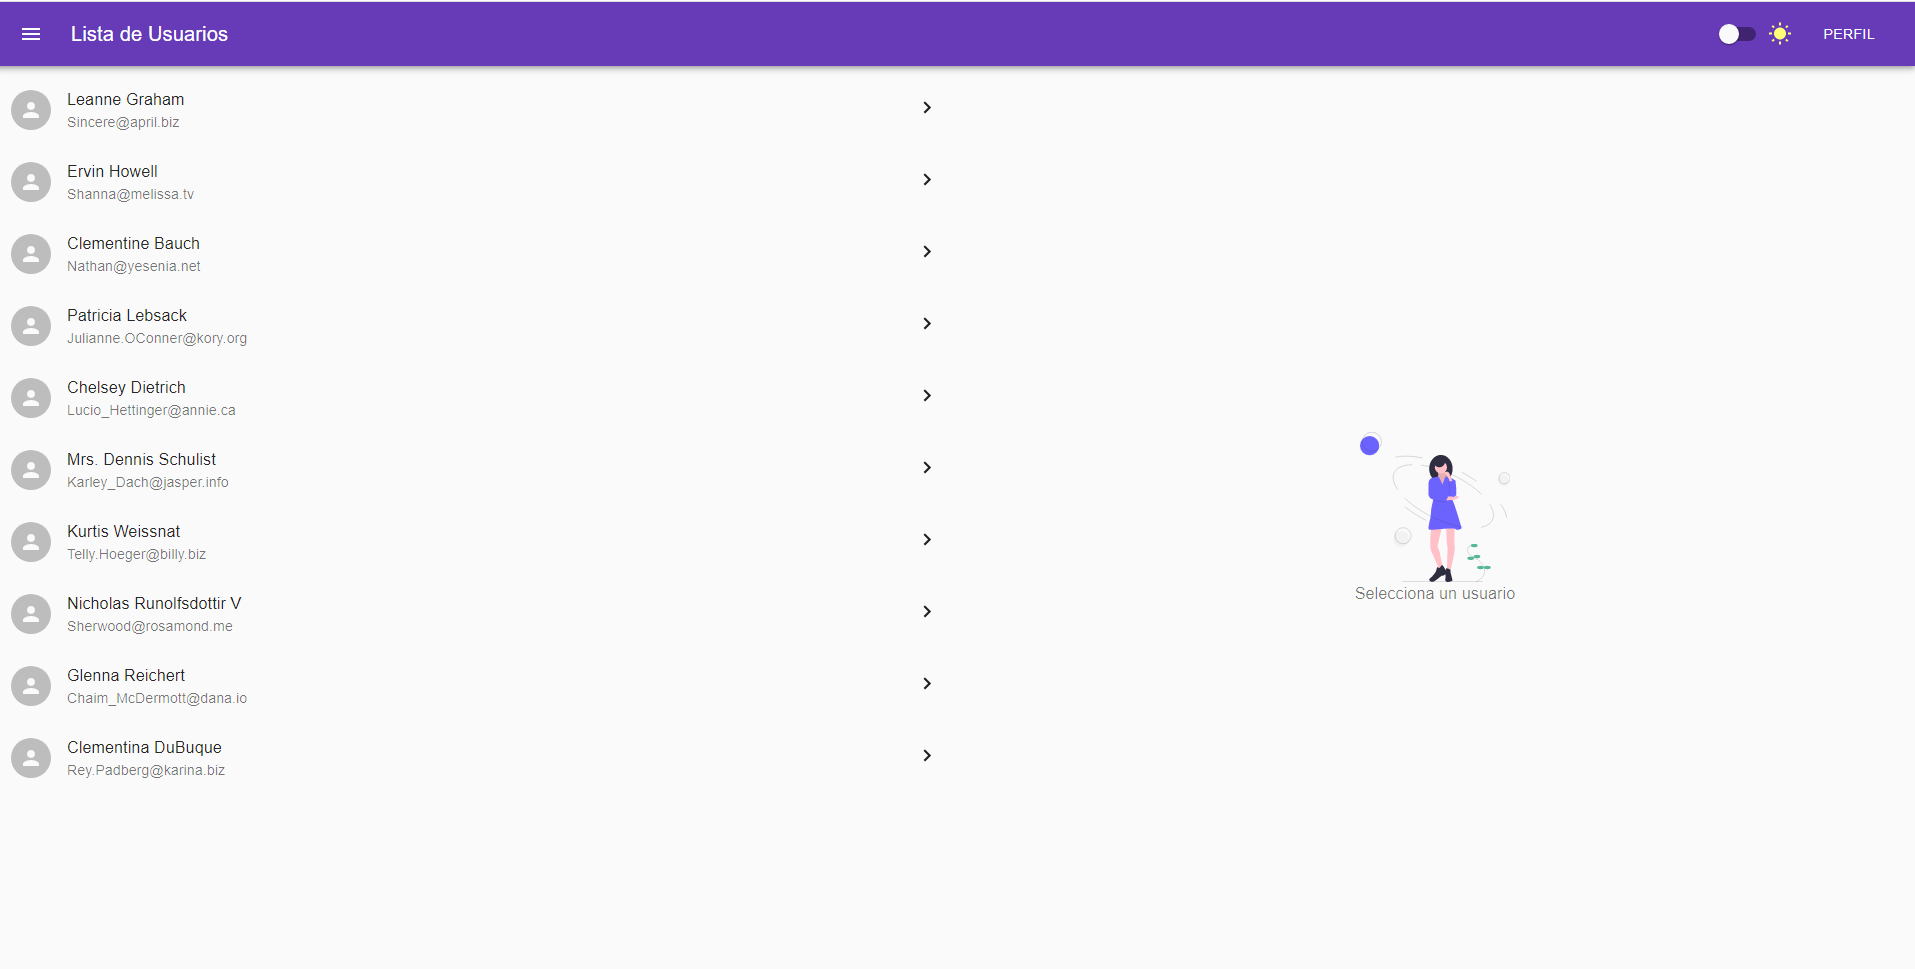 Lista de Usuarios
PERFIL
Leanne Graham
Sincere@april.biz
Ervin Howell
Shanna@melissa.tv
Clementine Bauch
Nathan@yesenia.net
Patricia Lebsack
Julianne.OConner@kory.org
Chelsey Dietrich
Lucio_Hettinger@annie.ca
Mrs. Dennis Schulist
Karley_Dach@jasper.info
Kurtis Weissnat
Telly.Hoeger@billy.biz
Nicholas Runolfsdottir V
Sherwood@rosamond.me
Glenna Reichert
Chaim_McDermott@dana.io
Clementina DuBuque
Rey.Padberg@karina.biz
Selecciona un usuario